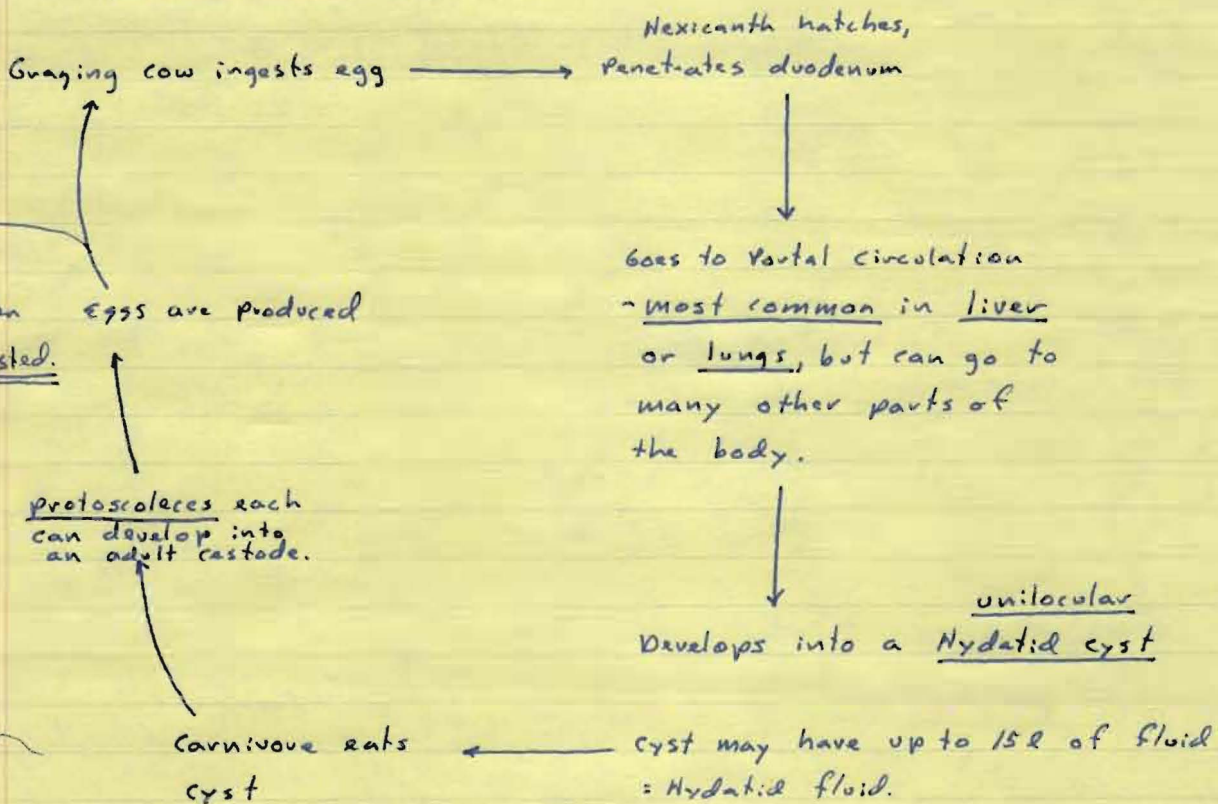 Hexicanth hatches,
Grazing cow ingests egg
Penetrates duodenum
Goes to Portal circulation
- most common in liver
or lungs, but can go to
many other parts of
the body.
Eggs are produced
protoscoleces each
can develop into
an adult cestode.
unilocular
Develops into a Hydatid cyst
Carnivore eats
cyst
cyst may have up to 15 l of fluid
= Hydatid fluid.